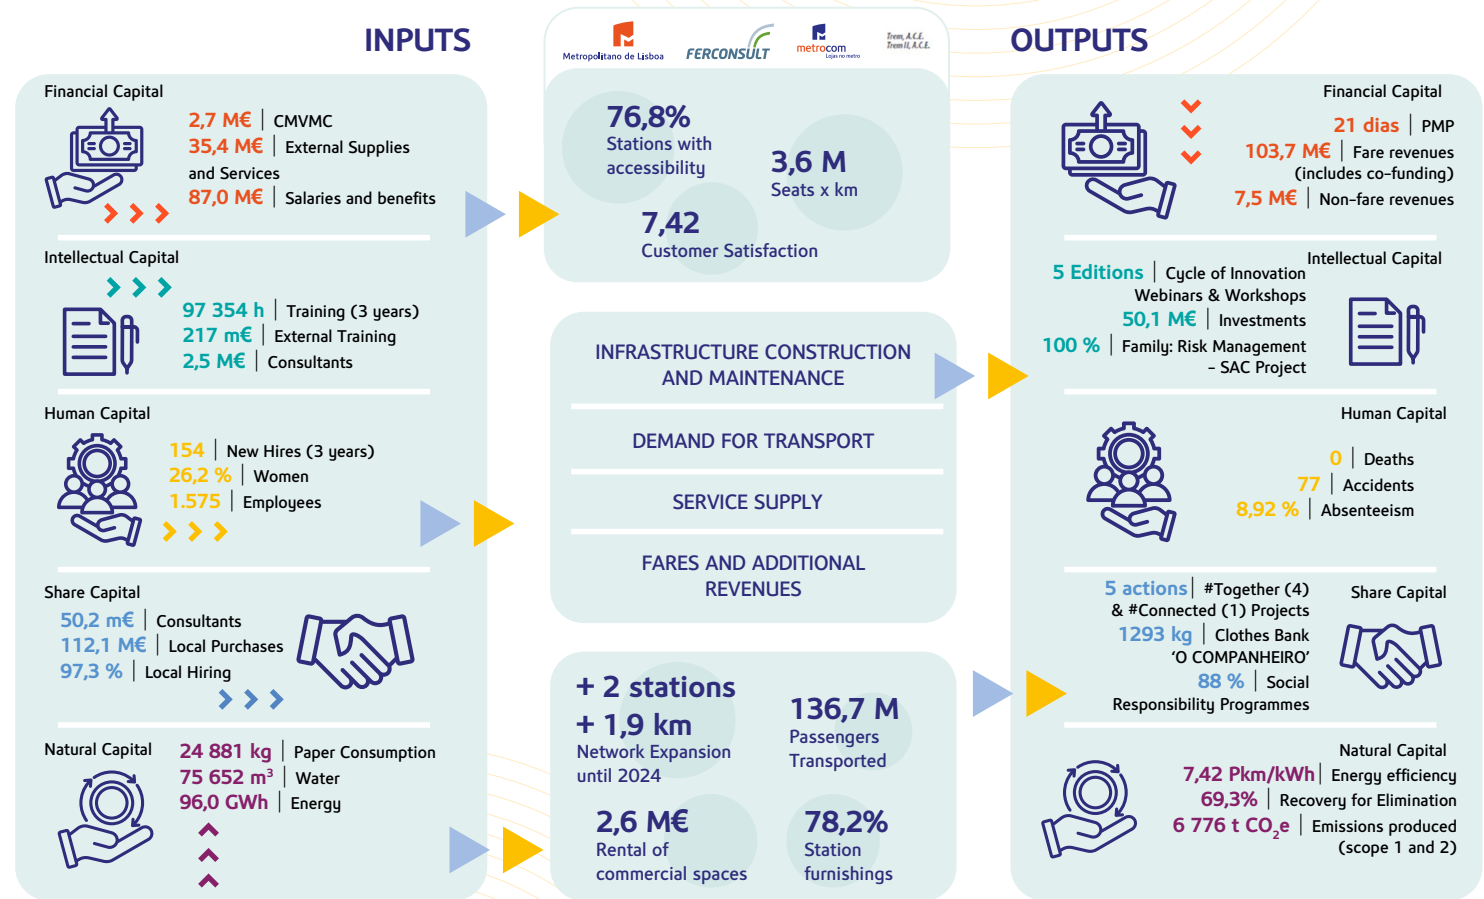 INPUTS
Financial Capital
2,7 M€ | CMVMC
35,4 M€ | External Supplies
and Services
87,0 M€ | Salaries and benefits
Intellectual Capital
97 354 h | Training (3 years)
217 m€ | External Training
2,5 M€ | Consultants
Human Capital
154 | New Hires (3 years)
26,2 % | Women
1.575 | Employees
Share Capital
50,2 m€ | Consultants
112,1 M€ | Local Purchases
97,3 % | Local Hiring
Natural Capital
24 881 kg | Paper Consumption
75 652 m³ | Water
96,0 GWh | Energy
Metropolitano de Lisboa
FERCONSULT
metrocom
Lojas no metro
Trem, A.C.E.
Trem II, A.C.E.
76,8%
Stations with
accessibility
3,6 M
Seats x km
7,42
Customer Satisfaction
INFRASTRUCTURE CONSTRUCTION
AND MAINTENANCE
DEMAND FOR TRANSPORT
SERVICE SUPPLY
FARES AND ADDITIONAL
REVENUES
+ 2 stations
+ 1,9 km
Network Expansion
until 2024
136,7 M
Passengers
Transported
2,6 M€
Rental of
commercial spaces
78,2%
Station
furnishings
OUTPUTS
Financial Capital
21 dias | PMP
103,7 M€ | Fare revenues
(includes co-funding)
7,5 M€ | Non-fare revenues
Intellectual Capital
5 Editions | Cycle of Innovation
Webinars & Workshops
50,1 M€ | Investments
100 % | Family: Risk Management
- SAC Project
Human Capital
0 | Deaths
77 | Accidents
8,92 % | Absenteeism
Share Capital
5 actions | #Together (4)
& #Connected (1) Projects
1293 kg | Clothes Bank
‘O COMPANHEIRO’
88 % | Social
Responsibility Programmes
Natural Capital
7,42 Pkm/kWh | Energy efficiency
69,3% | Recovery for Elimination
6 776 t CO₂e | Emissions produced
(scope 1 and 2)